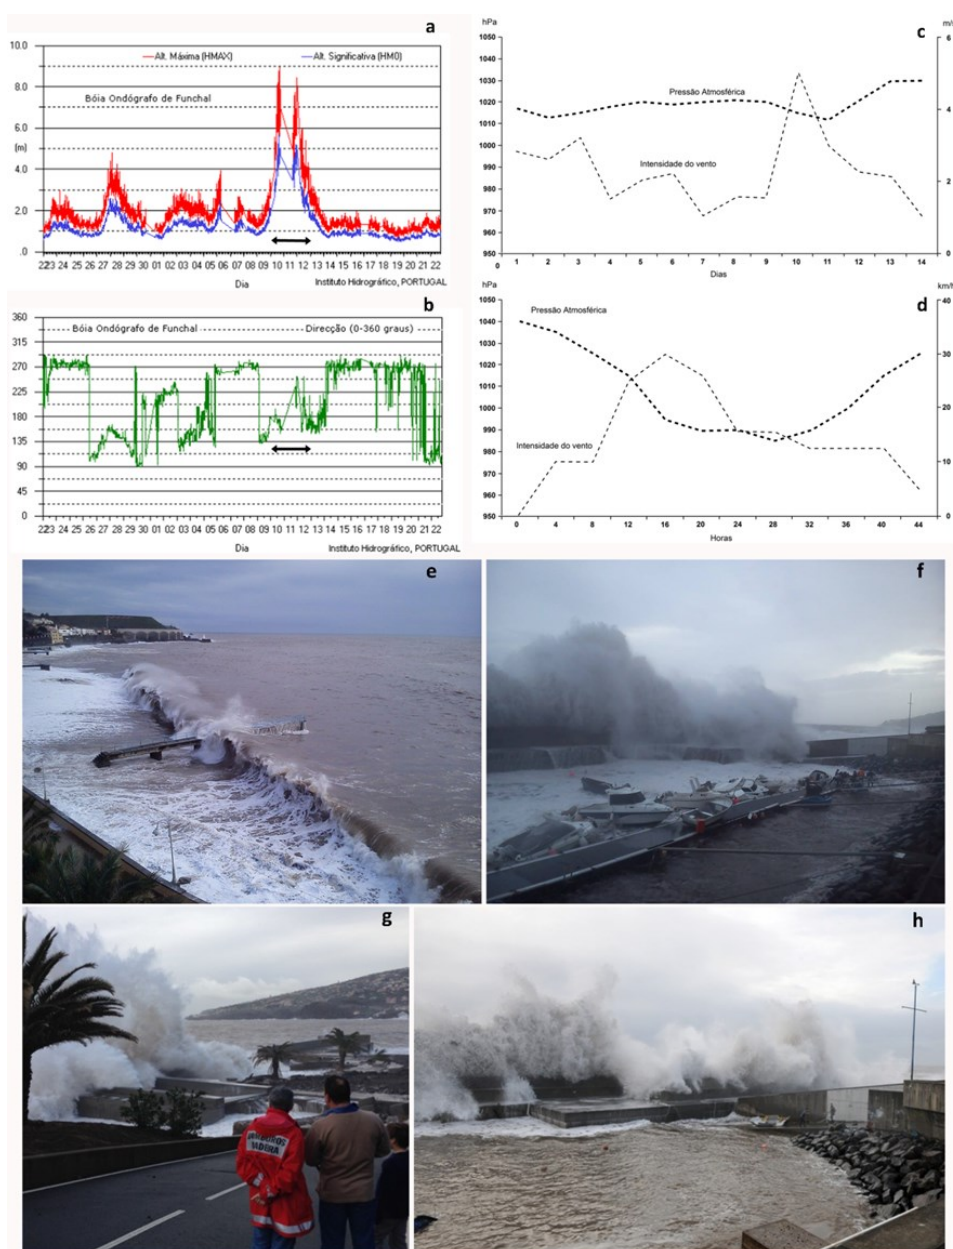 a
10.0
8.0
6.0
(m)
4.0
2.0
.0
Alt. Máxima (HMAX)
Alt. Significativa (HM0)
Bóia Ondógrafo de Funchal
2223 24 25 26 27 28 30 01 02 03 04 05 06 07 08 09 10 11 12 13 14 15 16 17 18 19 20 21 22
Dia
Instituto Hidrográfico, PORTUGAL
c
hPa
1050
1040
1030
1020
1010
1000
990
980
970
960
950
Pressão Atmosférica
Intensidade do vento
6
4
2
0
0
1 2 3 4 5 6 7 8 9 10 11 12 13 14
Dias
b
360
315
270
225
180
135
90
45
0
Bóia Ondógrafo de Funchal
Direcção (0-360 graus)
2223 24 25 26 27 28 30 01 02 03 04 05 06 07 08 09 10 11 12 13 14 15 16 17 18 19 20 21 22
Dia
Instituto Hidrográfico, PORTUGAL
d
hPa
1050
1040
1030
1020
1010
1000
990
980
970
960
950
Pressão Atmosférica
Intensidade do vento
40
30
20
10
0
0 4 8 12 16 20 24 28 32 36 40 44
Horas
e
f
g
h